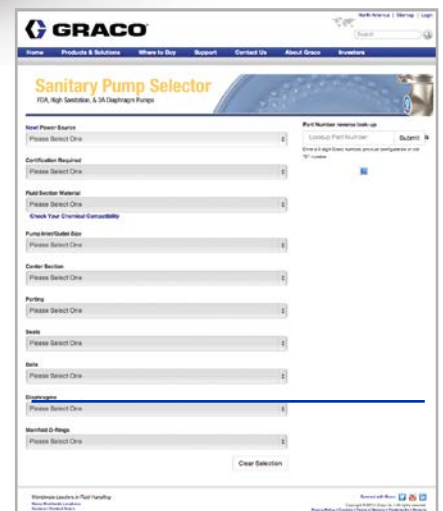 GRACO
North America | Sitemap | Login
Search
Home Products & Solutions Where to Buy Support Contact Us About Graco Investors
Sanitary Pump Selector
FDA, High Sanitation, & 3A Diaphragm Pumps
New! Power Source
Please Select One
Part Number reverse look-up
Lookup Part Number Submit
Certification Required
Please Select One
Fluid Section Material
Please Select One
Check Your Chemical Compatibility
Pump Inlet/Outlet Size
Please Select One
Center Section
Please Select One
Porting
Please Select One
Seats
Please Select One
Balls
Please Select One
Diaphragms
Please Select One
Manifold O-Rings
Please Select One
Clear Selection
Worldwide Leaders in Fluid Handling
Connect with Graco